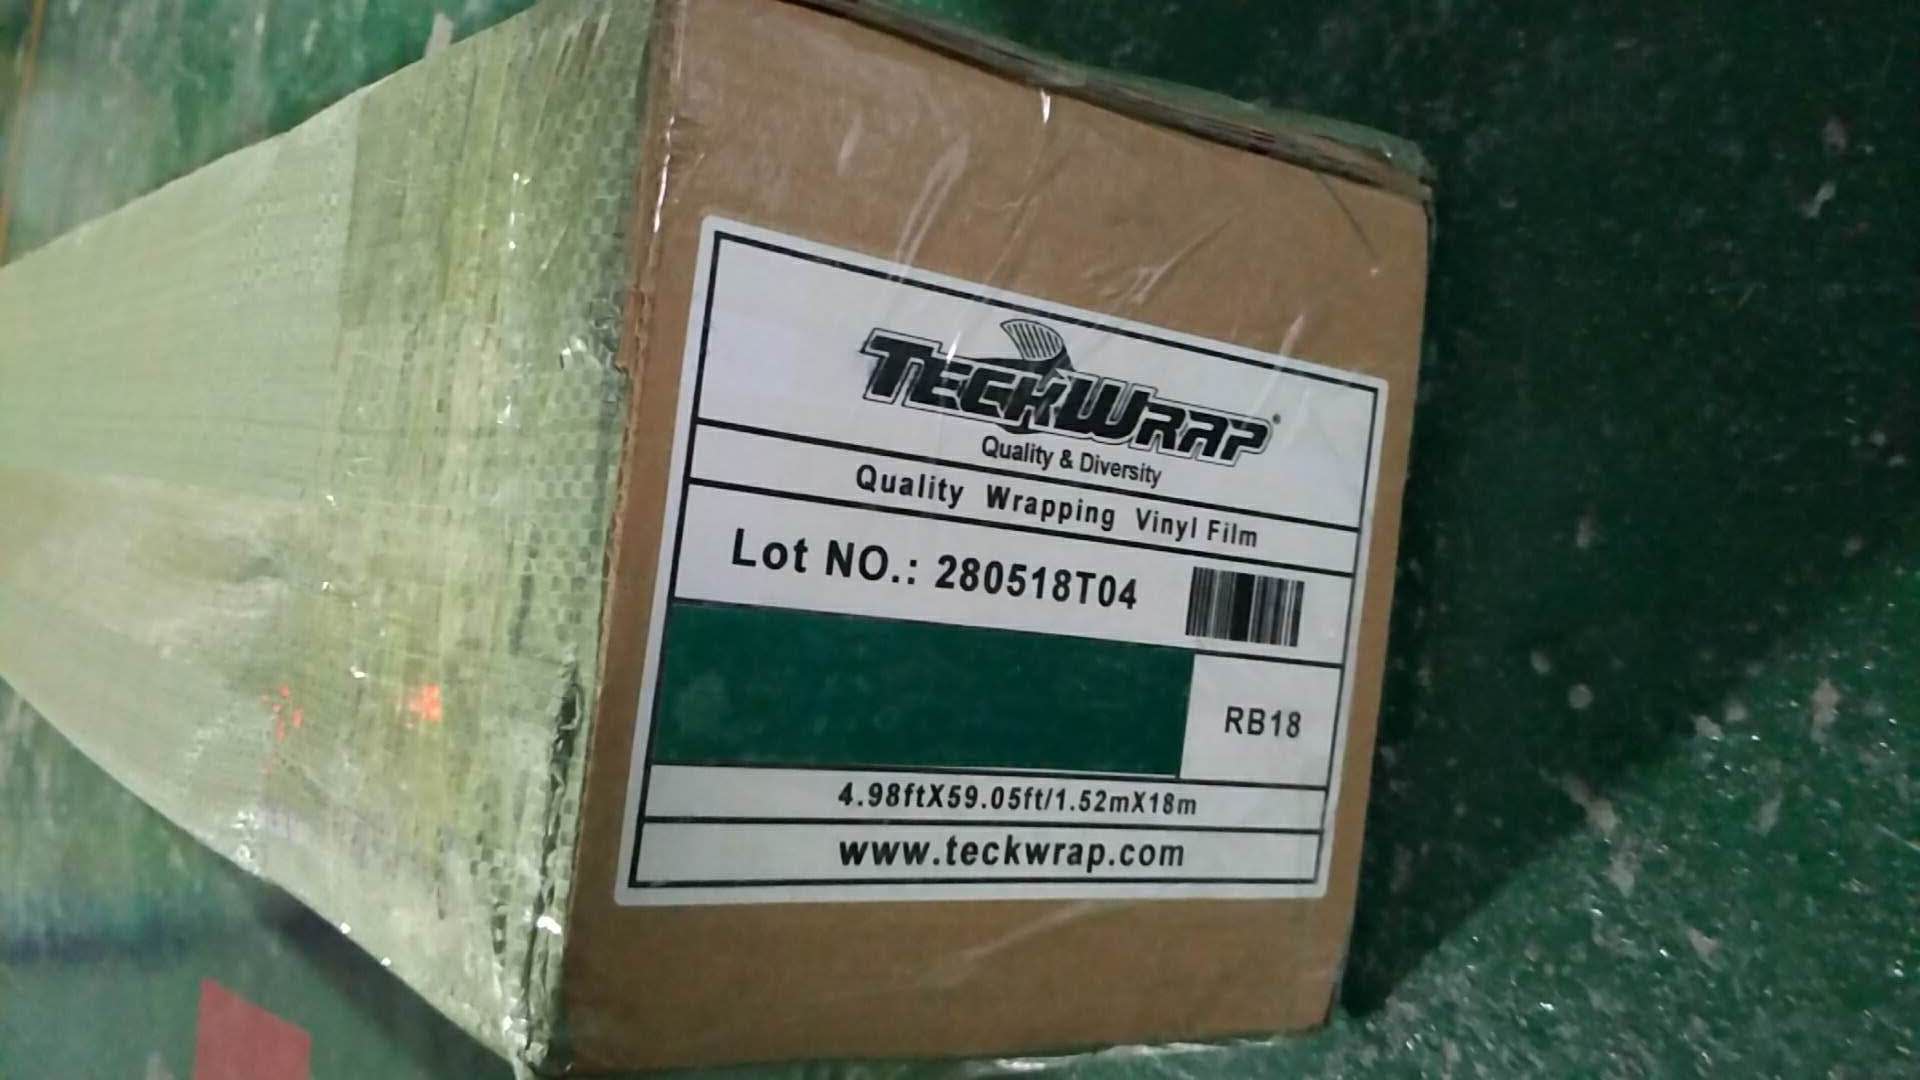 TECKWRAP®
Quality & Diversity
Quality Wrapping Vinyl Film
Lot NO.: 280518T04
RB18
4.98ftX59.05ft/1.52mX18m
www.teckwrap.com